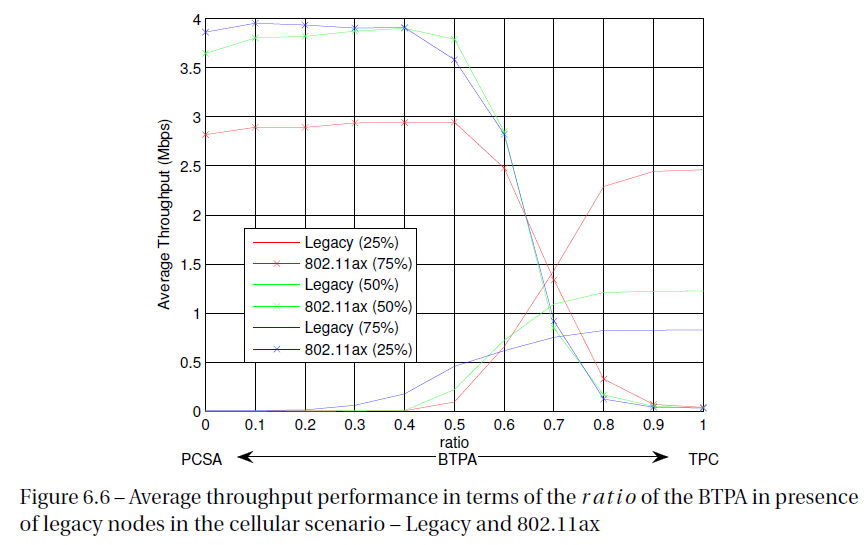 4
3.5
3
2.5
2
1.5
1
0.5
0
Average Throughput (Mbps)
Legacy (25%)
802.11ax (75%)
Legacy (50%)
802.11ax (50%)
Legacy (75%)
802.11ax (25%)
0 0.1 0.2 0.3 0.4 0.5 0.6 0.7 0.8 0.9 1
ratio
PCSA BTPA TPC
Figure 6.6 – Average throughput performance in terms of the ratio of the BTPA in presence
of legacy nodes in the cellular scenario – Legacy and 802.11ax